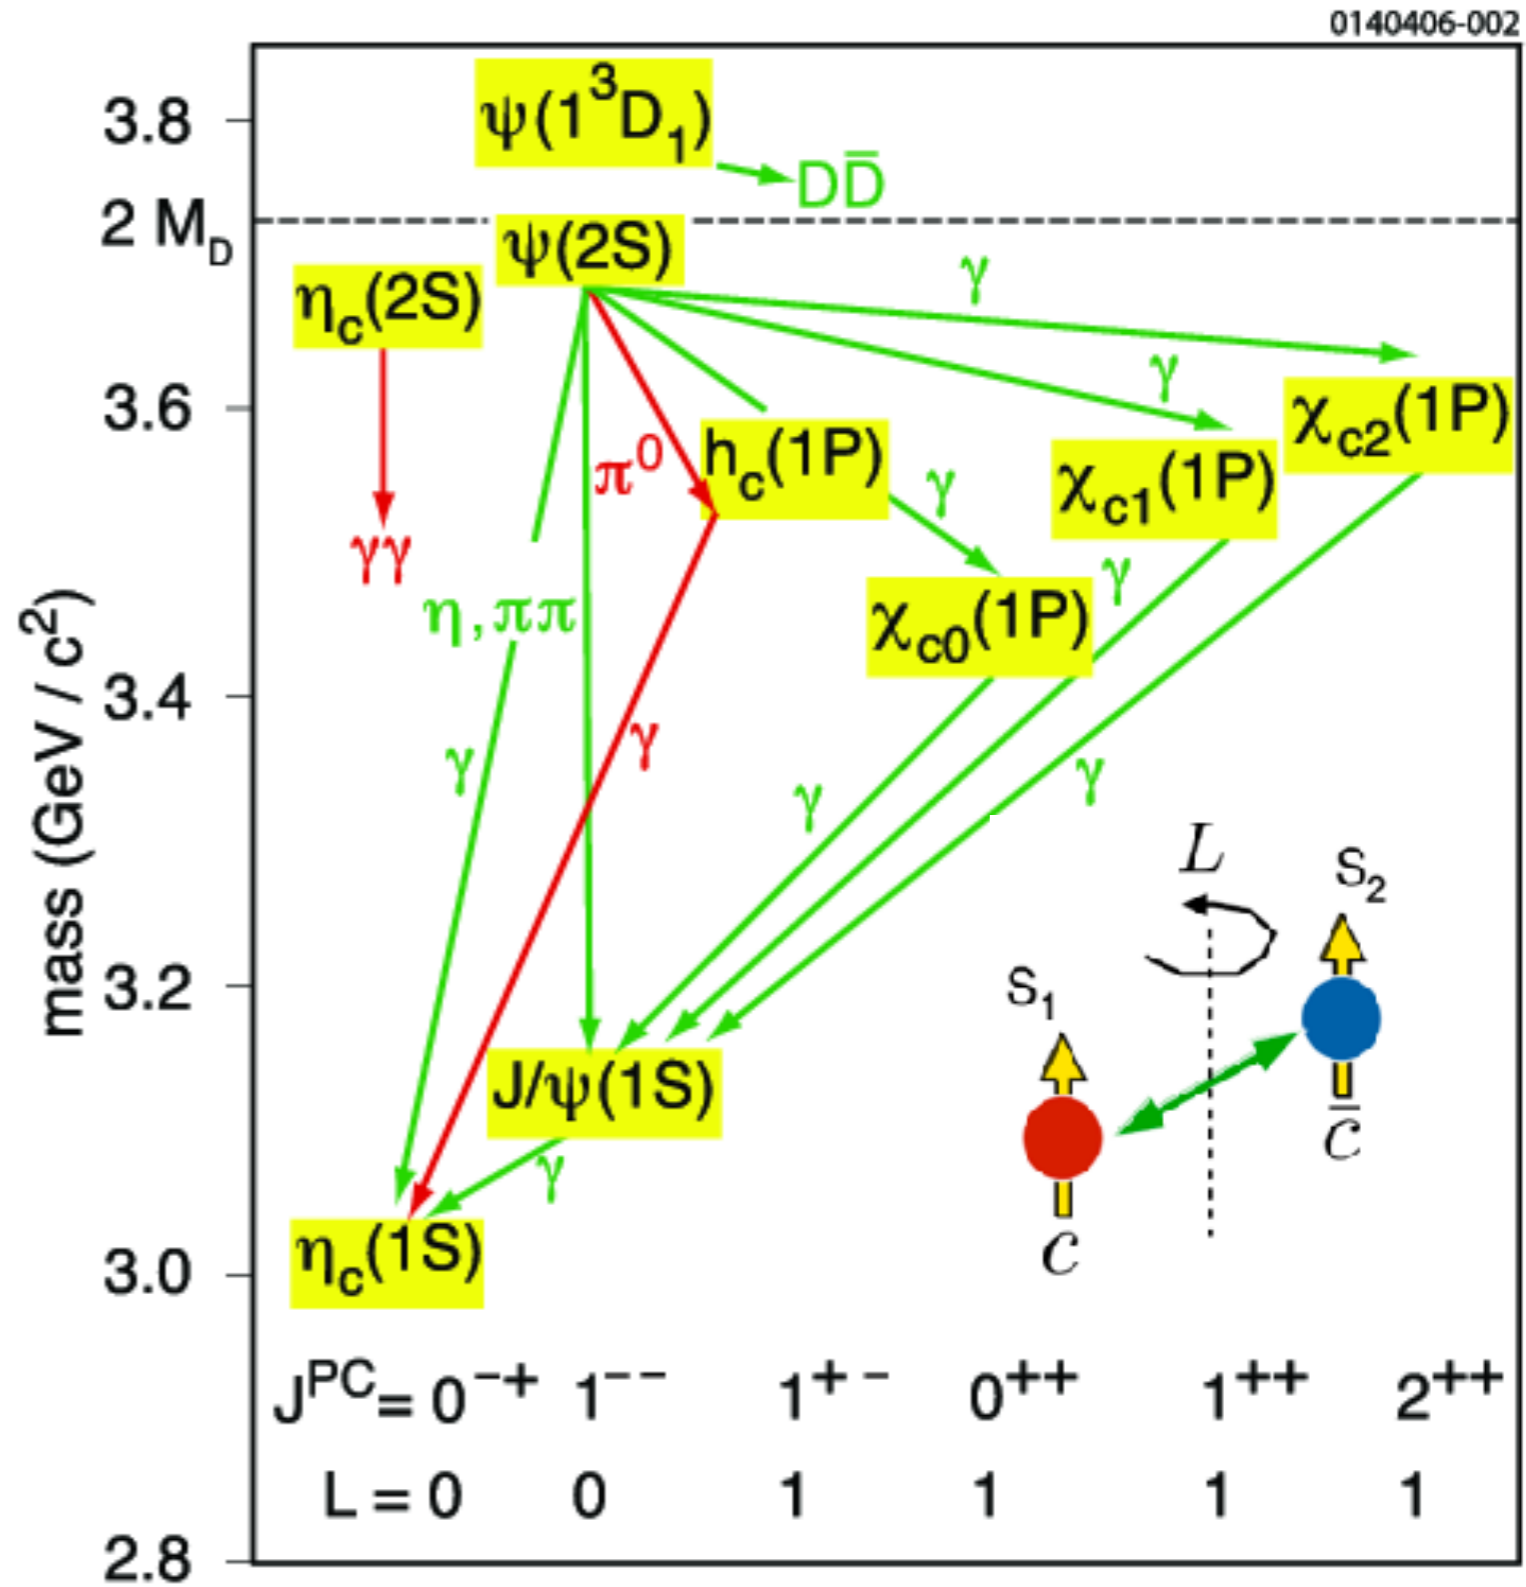 0140406-002
3.8
ψ(1³D₁)
DD̅
2 M_D
ψ(2S)
η_c(2S)
γ
γ
3.6
χ_c2(1P)
π⁰
h_c(1P)
γ
χ_c1(1P)
γγ
γ
η, ππ
χ_c0(1P)
mass (GeV / c²)
3.4
γ
γ
γ
γ
L
S₂
3.2
S₁
J/ψ(1S)
c̅
γ
η_c(1S)
c
3.0
J^PC = 0⁻⁺ 1⁻⁻ 1⁺⁻ 0⁺⁺ 1⁺⁺ 2⁺⁺
L = 0 0 1 1 1 1
2.8